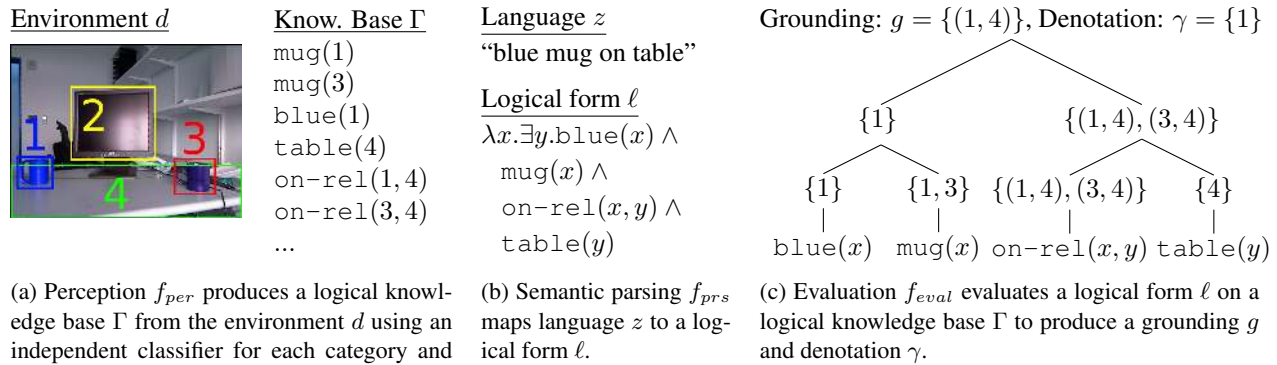 Environment d
1
2
3
4
Know. Base Γ
mug(1)
mug(3)
blue(1)
table(4)
on-rel(1, 4)
on-rel(3, 4)
...
(a) Perception f_per produces a logical knowl-
edge base Γ from the environment d using an
independent classifier for each category and
Language z
“blue mug on table”
Logical form ℓ
λx.∃y.blue(x) ∧
mug(x) ∧
on-rel(x, y) ∧
table(y)
(b) Semantic parsing f_prs
maps language z to a log-
ical form ℓ.
Grounding: g = {(1, 4)}, Denotation: γ = {1}
{1} {(1, 4), (3, 4)}
{1} {1, 3} {(1, 4), (3, 4)} {4}
blue(x) mug(x) on-rel(x, y) table(y)
(c) Evaluation f_eval evaluates a logical form ℓ on a
logical knowledge base Γ to produce a grounding g
and denotation γ.